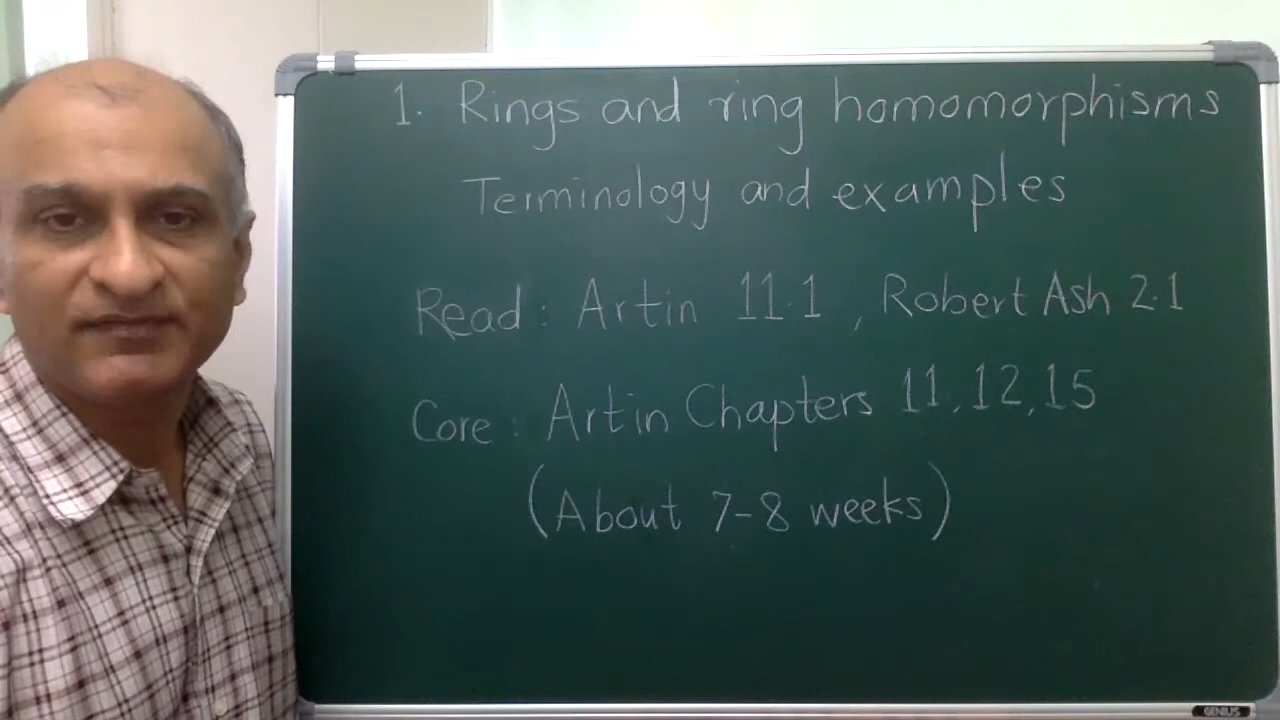 1. Rings and ring homomorphisms
Terminology and examples
Read : Artin 11.1 , Robert Ash 2.1
Core : Artin Chapters 11, 12, 15
(About 7-8 weeks)
GENIUS